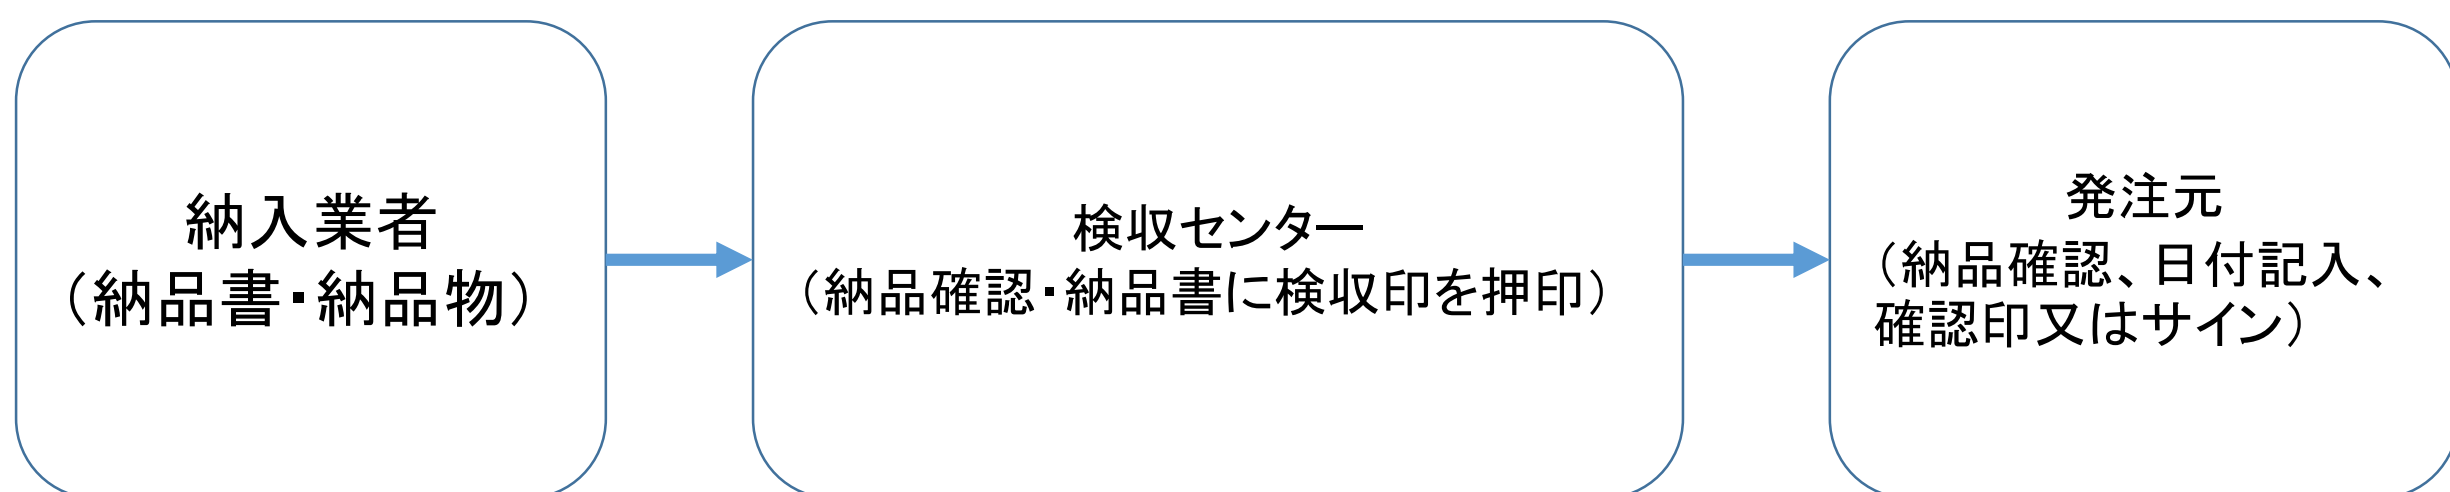 納入業者
（納品書・納品物）
検収センター
（納品確認・納品書に検収印を押印）
発注元
（納品確認、日付記入、
確認印又はサイン）